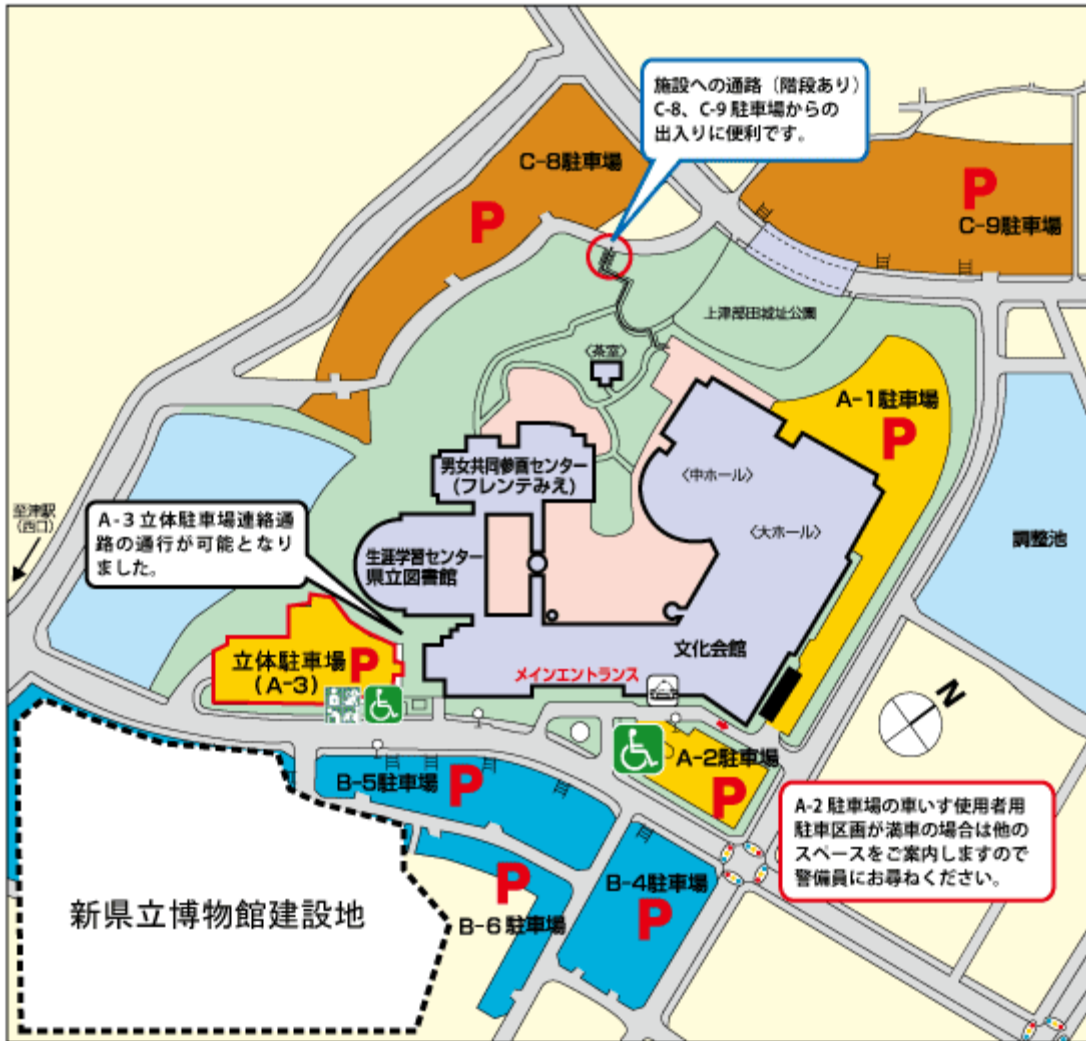 施設への通路（階段あり）
C-8、C-9 駐車場からの
出入りに便利です。
C-8駐車場
P
P
C-9駐車場
上津部田城址公園
〈茶室〉
A-1駐車場
P
男女共同参画センター
(フレンテみえ)
〈中ホール〉
〈大ホール〉
至津駅
(西口)
A-3 立体駐車場連絡通
路の通行が可能となり
ました。
生涯学習センター
県立図書館
調整池
文化会館
立体駐車場
(A-3)
P
メインエントランス
N
A-2駐車場
P
B-5駐車場
P
A-2 駐車場の車いす使用者用
駐車区画が満車の場合は他の
スペースをご案内しますので
警備員にお尋ねください。
B-4駐車場
P
P
B-6 駐車場
新県立博物館建設地